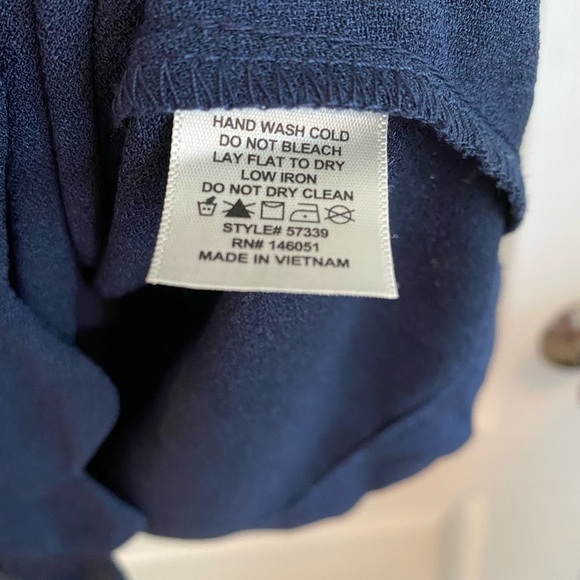 HAND WASH COLD
DO NOT BLEACH
LAY FLAT TO DRY
LOW IRON
DO NOT DRY CLEAN
STYLE# 57339
RN# 146051
MADE IN VIETNAM